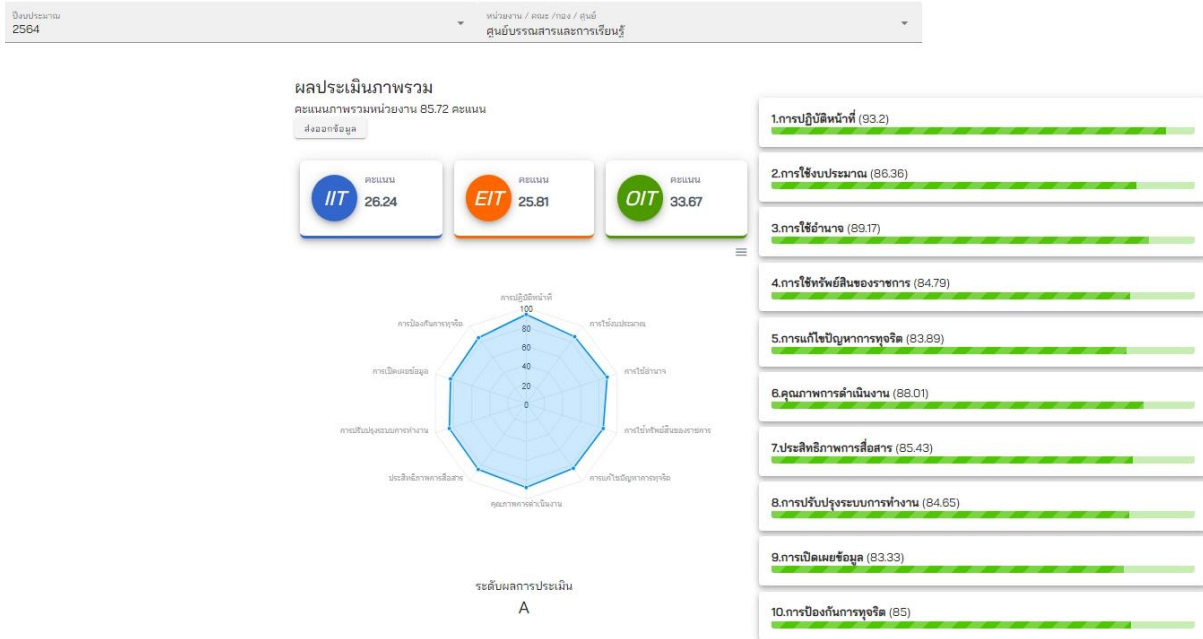 ปีงบประมาณ
2564
หน่วยงาน / คณะ /กอง / ศูนย์
ศูนย์บรรณสารและการเรียนรู้
ผลประเมินภาพรวม
คะแนนภาพรวมหน่วยงาน 85.72 คะแนน
ส่งออกข้อมูล
IIT
คะแนน
26.24
EIT
คะแนน
25.81
OIT
คะแนน
33.67
การปฏิบัติหน้าที่
การป้องกันการทุจริต
การใช้งบประมาณ
การเปิดเผยข้อมูล
การใช้อำนาจ
การปรับปรุงระบบการทำงาน
การใช้ทรัพย์สินของราชการ
ประสิทธิภาพการสื่อสาร
การแก้ไขปัญหาการทุจริต
คุณภาพการดำเนินงาน
100
80
60
40
20
0
ระดับผลการประเมิน
A
1.การปฏิบัติหน้าที่ (93.2)
2.การใช้งบประมาณ (86.36)
3.การใช้อำนาจ (89.17)
4.การใช้ทรัพย์สินของราชการ (84.79)
5.การแก้ไขปัญหาการทุจริต (83.89)
6.คุณภาพการดำเนินงาน (88.01)
7.ประสิทธิภาพการสื่อสาร (85.43)
8.การปรับปรุงระบบการทำงาน (84.65)
9.การเปิดเผยข้อมูล (83.33)
10.การป้องกันการทุจริต (85)